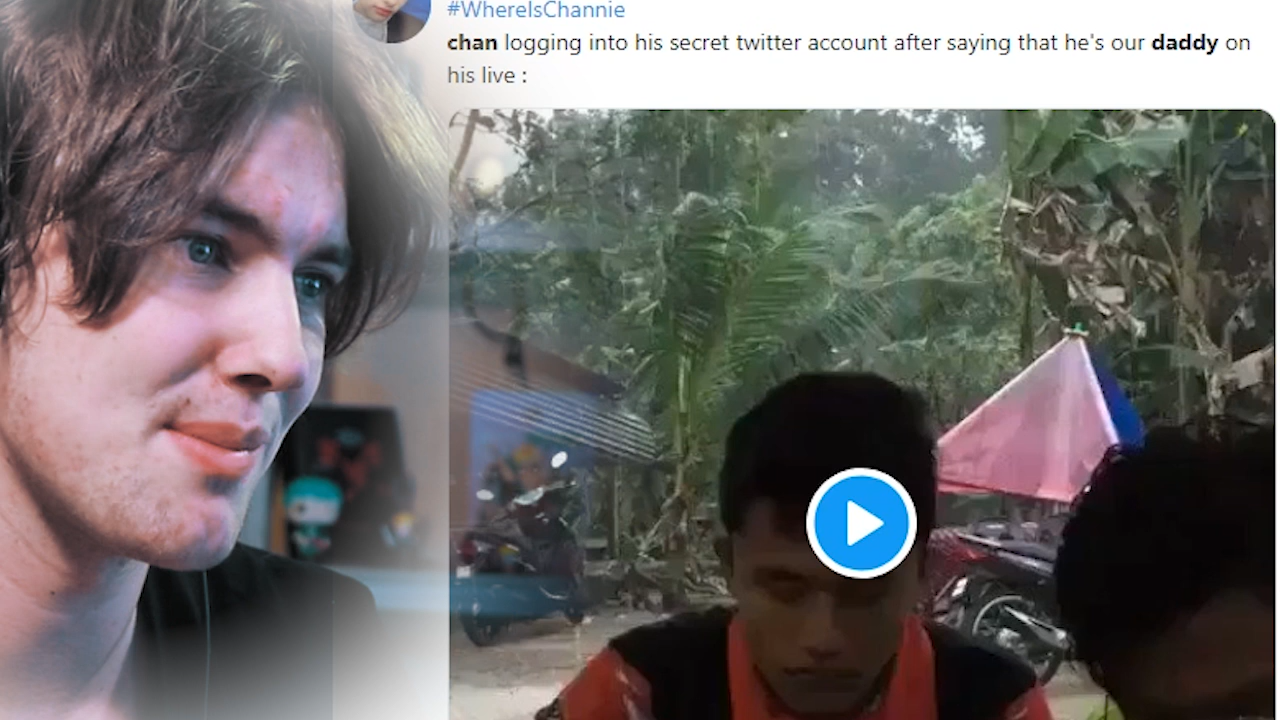 #WhereIsChannie
chan logging into his secret twitter account after saying that he's our daddy on
his live :